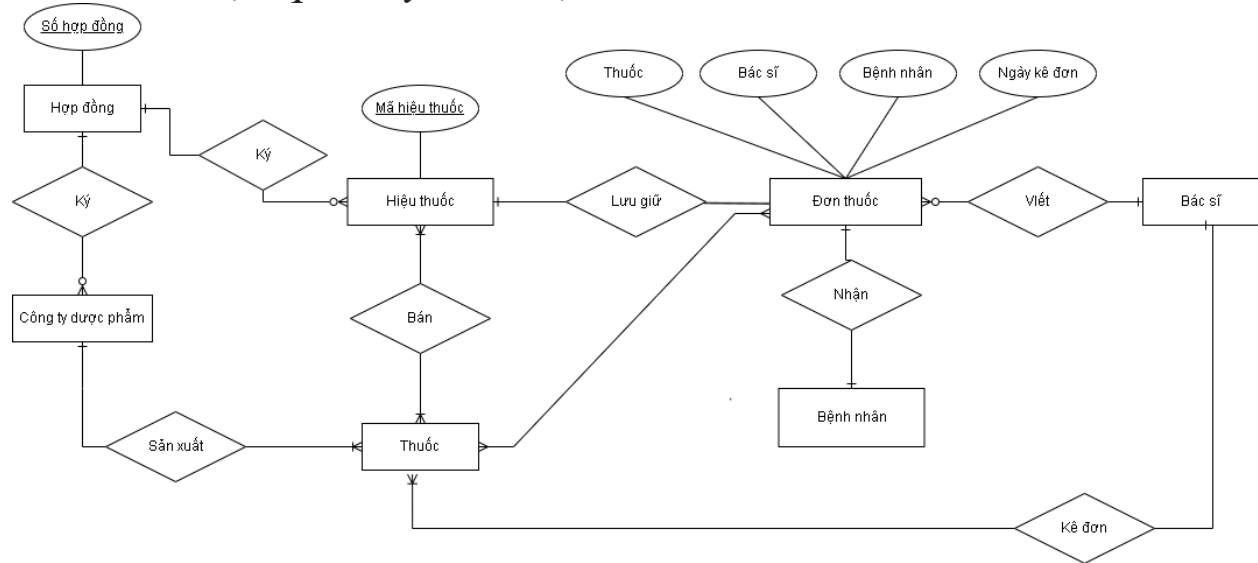 Số hợp đồng
Thuốc
Bác sĩ
Bệnh nhân
Ngày kê đơn
Hợp đồng
Mã hiệu thuốc
Ký
Ký
Hiệu thuốc
Lưu giữ
Đơn thuốc
Viết
Bác sĩ
Nhận
Công ty dược phẩm
Bán
Bệnh nhân
Sản xuất
Thuốc
Kê đơn